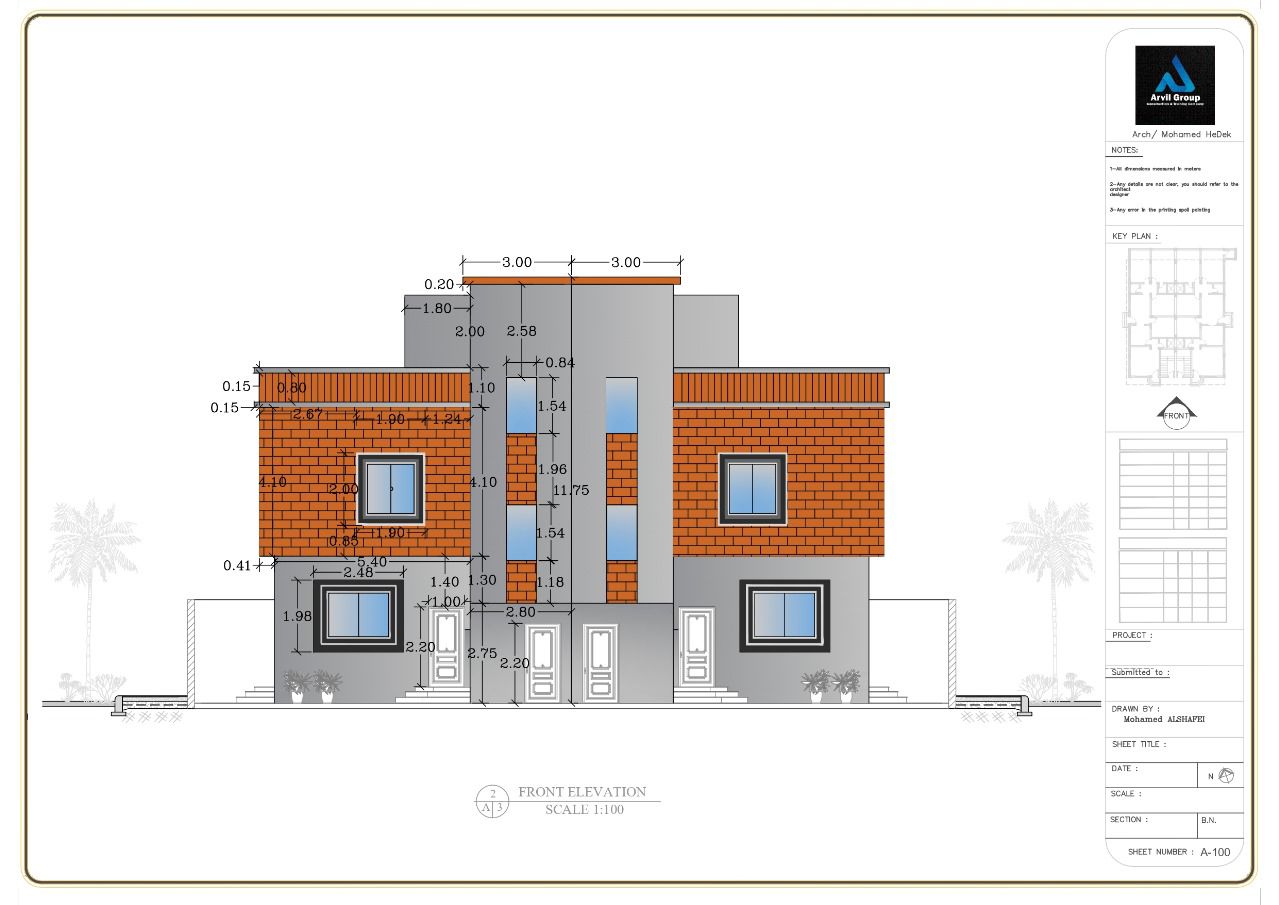 3.00
3.00
0.20
1.80
2.00
2.58
0.84
0.15
0.80
1.10
1.54
0.15
2.67
1.90
1.24
4.10
2.00
4.10
1.96
11.75
1.90
0.85
1.54
0.41
5.40
2.48
1.40
1.30
1.18
1.00
1.98
2.80
2.20
2.75
2.20
2
A 3
FRONT ELEVATION
SCALE 1:100
Arvil Group
Arch/ Mohamed HeDek
NOTES:
1-All dimensions measured in meters
2-Any details are not clear, you should refer to the
architect
designer
3-Any error in the printing spoil pointing
KEY PLAN :
FRONT
PROJECT :
Submitted to :
DRAWN BY :
Mohamed ALSHAFEI
SHEET TITLE :
DATE :
N
SCALE :
SECTION :
B.N.
SHEET NUMBER : A-100